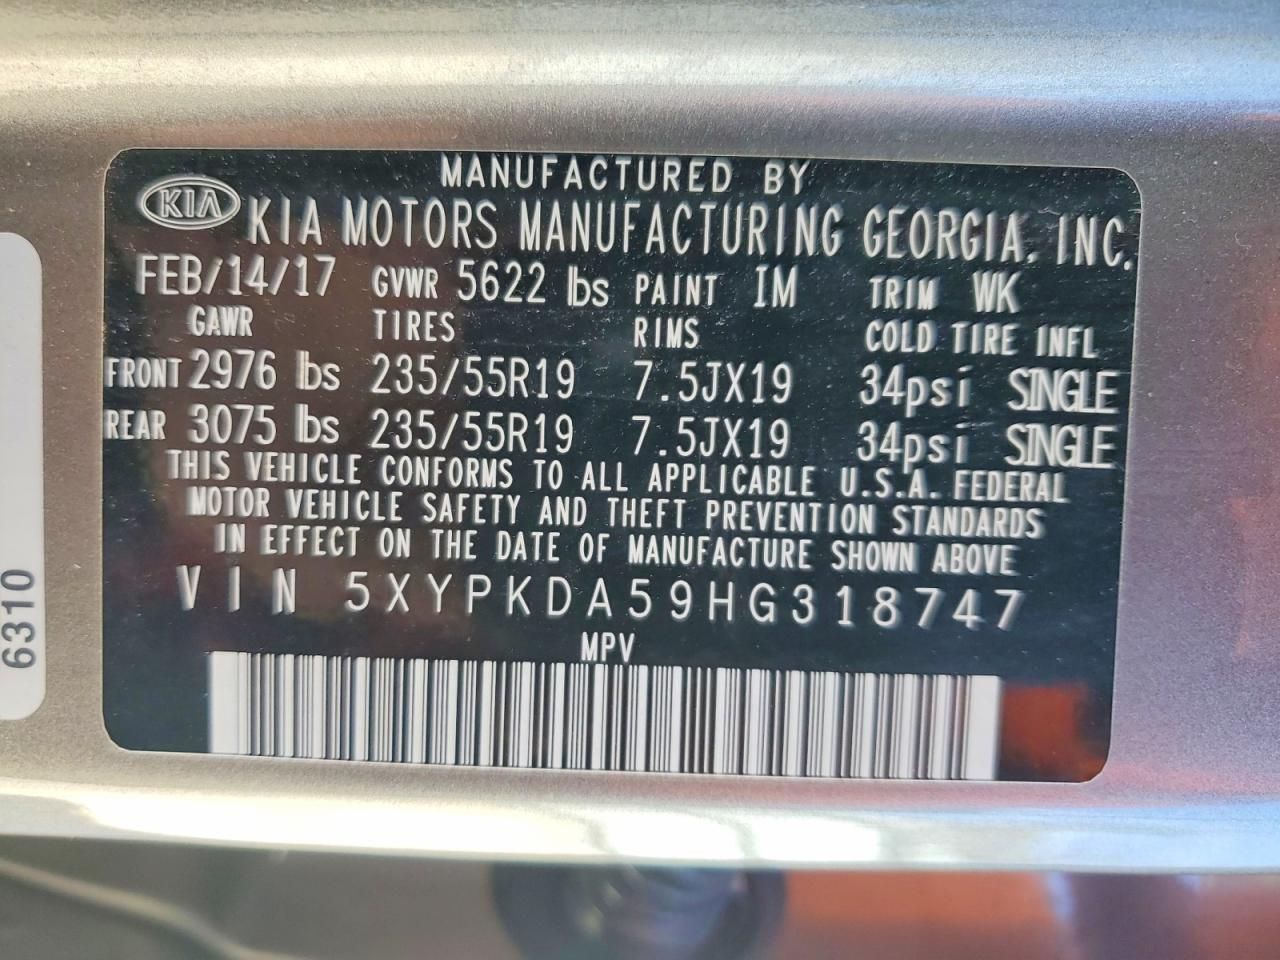 MANUFACTURED BY
KIA KIA MOTORS MANUFACTURING GEORGIA, INC.
FEB/14/17 GVWR 5622 lbs PAINT IM TRIM WK
GAWR TIRES RIMS COLD TIRE INFL
FRONT 2976 lbs 235/55R19 7.5JX19 34psi SINGLE
REAR 3075 lbs 235/55R19 7.5JX19 34psi SINGLE
THIS VEHICLE CONFORMS TO ALL APPLICABLE U.S.A. FEDERAL
MOTOR VEHICLE SAFETY AND THEFT PREVENTION STANDARDS
IN EFFECT ON THE DATE OF MANUFACTURE SHOWN ABOVE
VIN 5XYPKDA59HG318747
MPV
6310